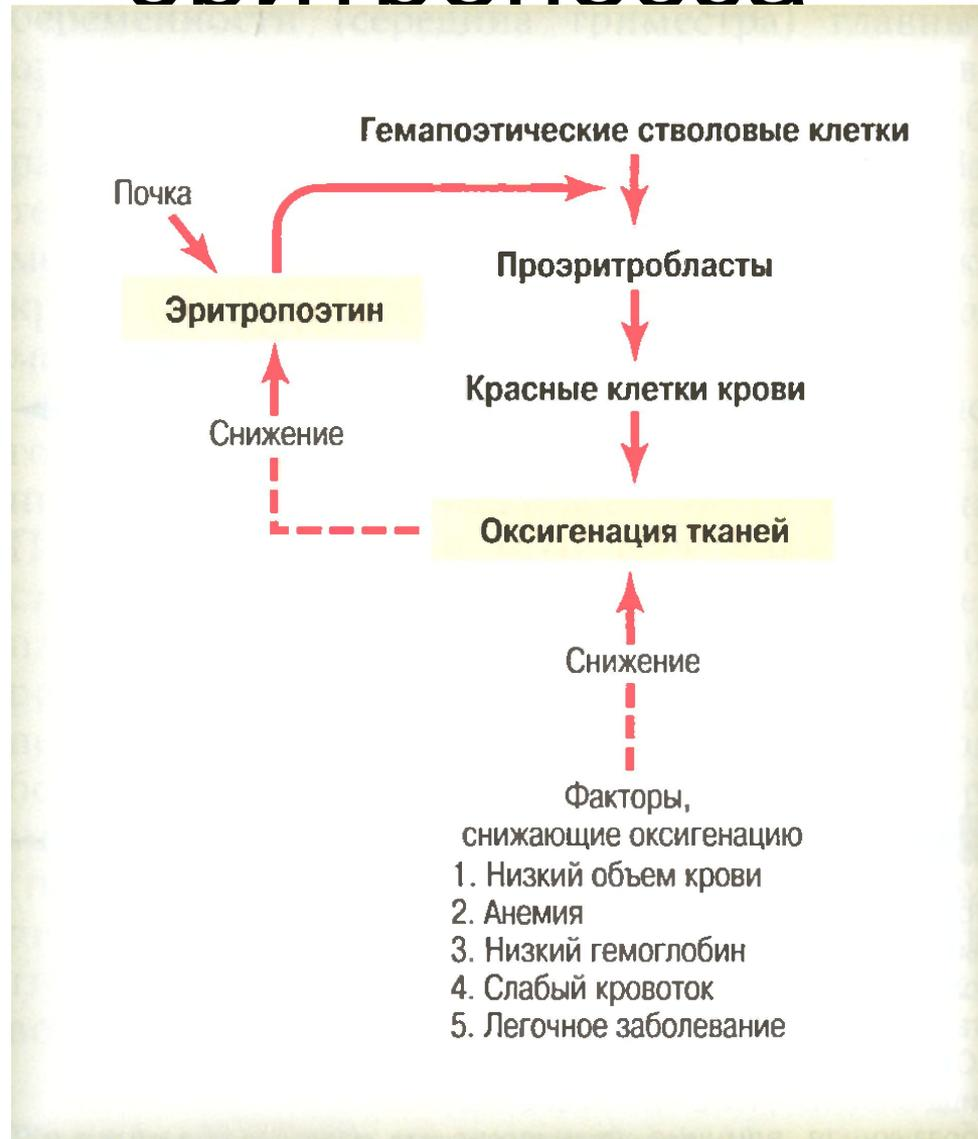 Гемапоэтические стволовые клетки
Почка
Проэритробласты
Эритропоэтин
Красные клетки крови
Снижение
Оксигенация тканей
Снижение
Факторы,
снижающие оксигенацию
1. Низкий объем крови
2. Анемия
3. Низкий гемоглобин
4. Слабый кровоток
5. Легочное заболевание